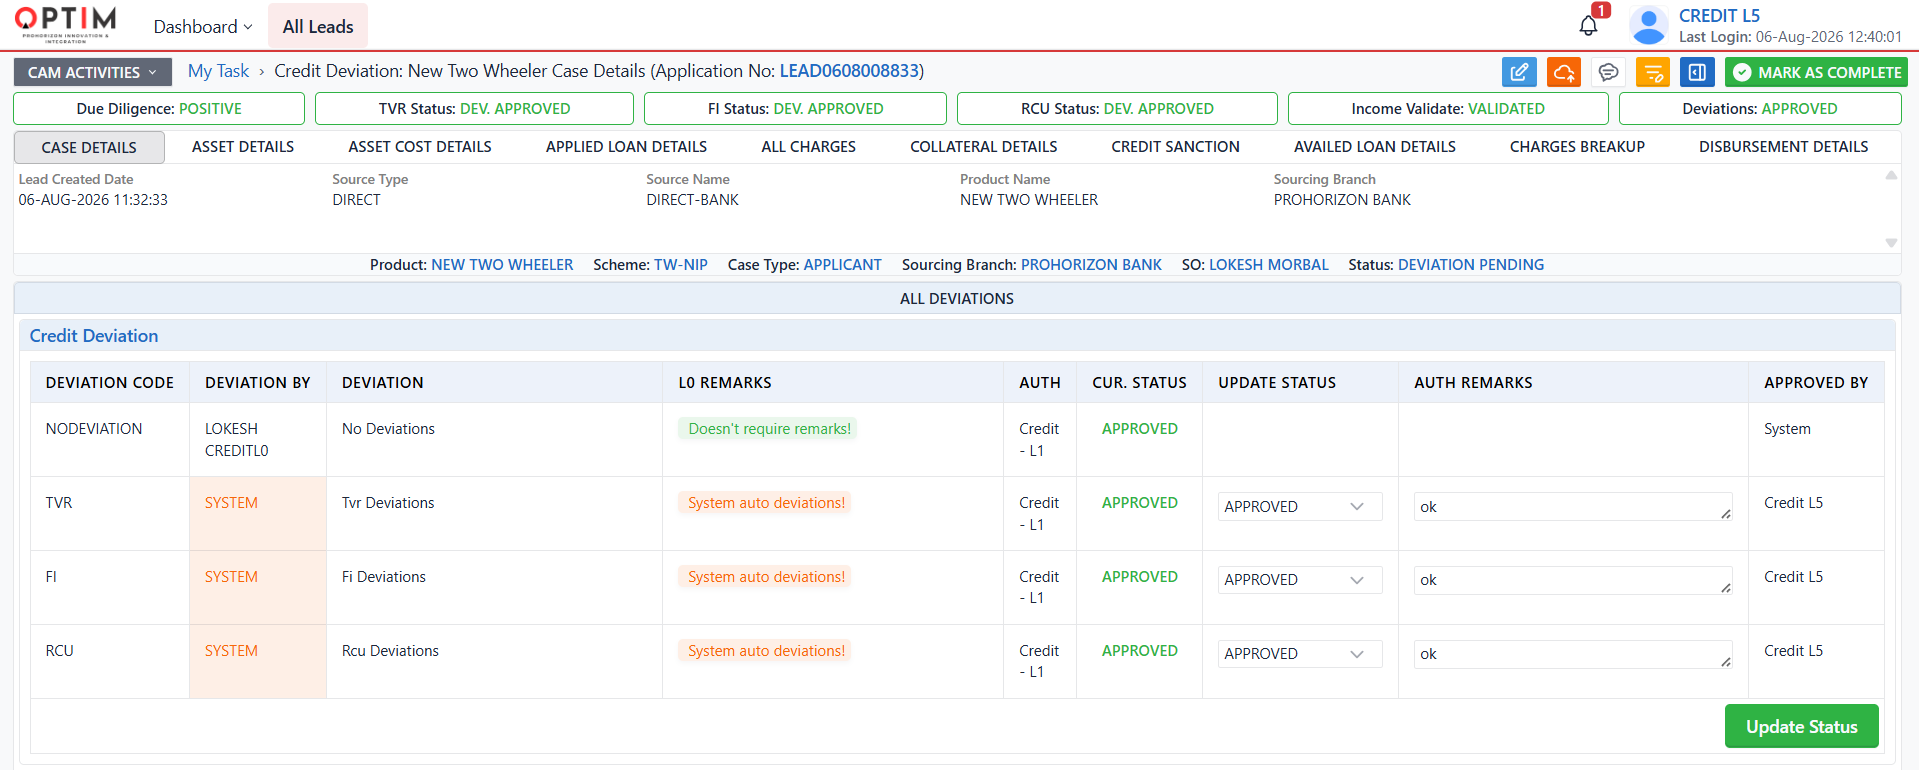 OPTIM
PROHORIZON INNOVATION &
INTEGRATION
Dashboard
All Leads
1
CREDIT L5
Last Login: 06-Aug-2026 12:40:01
CAM ACTIVITIES
My Task › Credit Deviation: New Two Wheeler Case Details (Application No: LEAD0608008833)
MARK AS COMPLETE
Due Diligence: POSITIVE
TVR Status: DEV. APPROVED
FI Status: DEV. APPROVED
RCU Status: DEV. APPROVED
Income Validate: VALIDATED
Deviations: APPROVED
CASE DETAILS
ASSET DETAILS
ASSET COST DETAILS
APPLIED LOAN DETAILS
ALL CHARGES
COLLATERAL DETAILS
CREDIT SANCTION
AVAILED LOAN DETAILS
CHARGES BREAKUP
DISBURSEMENT DETAILS
Lead Created Date
06-AUG-2026 11:32:33
Source Type
DIRECT
Source Name
DIRECT-BANK
Product Name
NEW TWO WHEELER
Sourcing Branch
PROHORIZON BANK
Product: NEW TWO WHEELER Scheme: TW-NIP Case Type: APPLICANT Sourcing Branch: PROHORIZON BANK SO: LOKESH MORBAL Status: DEVIATION PENDING
ALL DEVIATIONS
Credit Deviation
DEVIATION CODE DEVIATION BY DEVIATION L0 REMARKS AUTH CUR. STATUS UPDATE STATUS AUTH REMARKS APPROVED BY
NODEVIATION LOKESH No Deviations Doesn't require remarks! Credit APPROVED System
CREDITL0 - L1
TVR SYSTEM Tvr Deviations System auto deviations! Credit APPROVED APPROVED ok Credit L5
- L1
FI SYSTEM Fi Deviations System auto deviations! Credit APPROVED APPROVED ok Credit L5
- L1
RCU SYSTEM Rcu Deviations System auto deviations! Credit APPROVED APPROVED ok Credit L5
- L1
Update Status